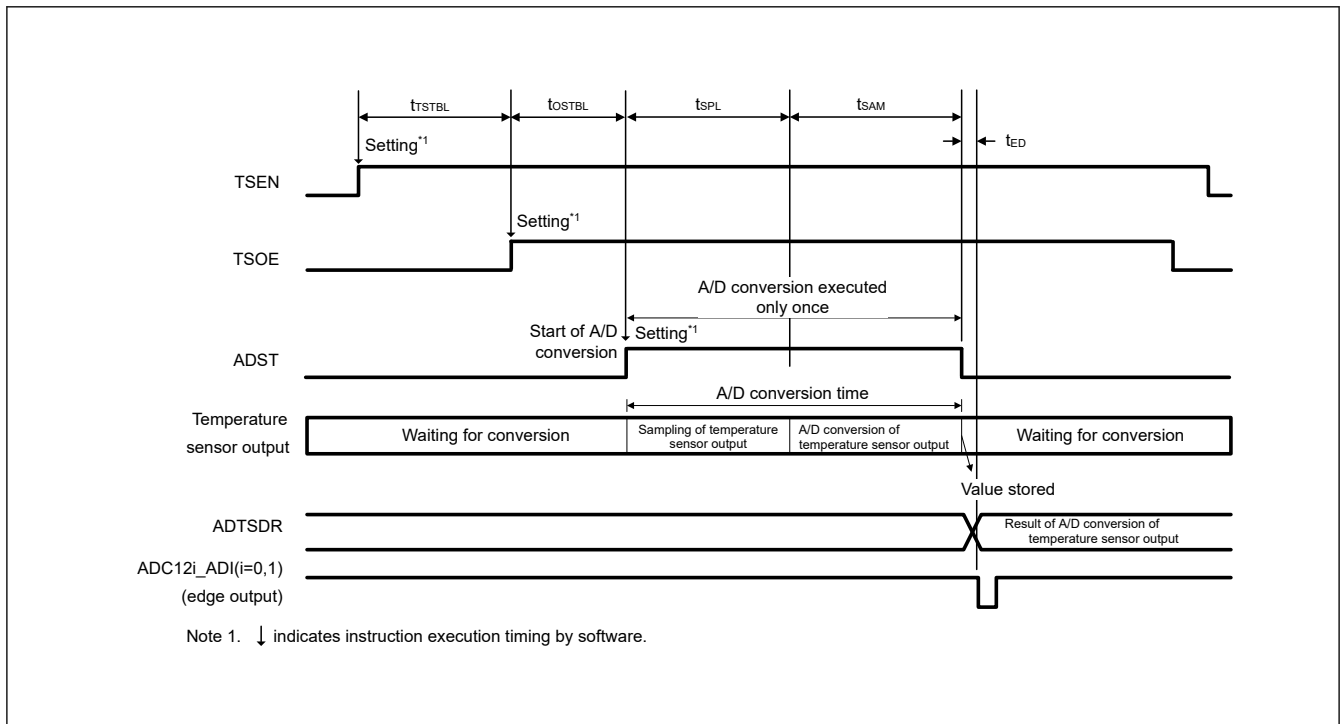 tTSTBL tOSTBL tSPL tSAM
tED
Setting*1
TSEN
Setting*1
TSOE
A/D conversion executed
only once
Start of A/D
conversion
Setting*1
ADST
A/D conversion time
Temperature
sensor output
Waiting for conversion
Sampling of temperature
sensor output
A/D conversion of
temperature sensor output
Waiting for conversion
Value stored
ADTSDR
Result of A/D conversion of
temperature sensor output
ADC12i_ADI(i=0,1)
(edge output)
Note 1. ↓ indicates instruction execution timing by software.